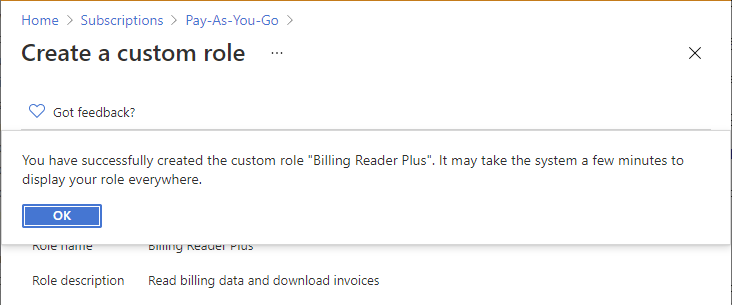 Home > Subscriptions > Pay-As-You-Go >
Create a custom role ...
Got feedback?
You have successfully created the custom role "Billing Reader Plus". It may take the system a few minutes to
display your role everywhere.
OK
Role name Billing Reader Plus
Role description Read billing data and download invoices